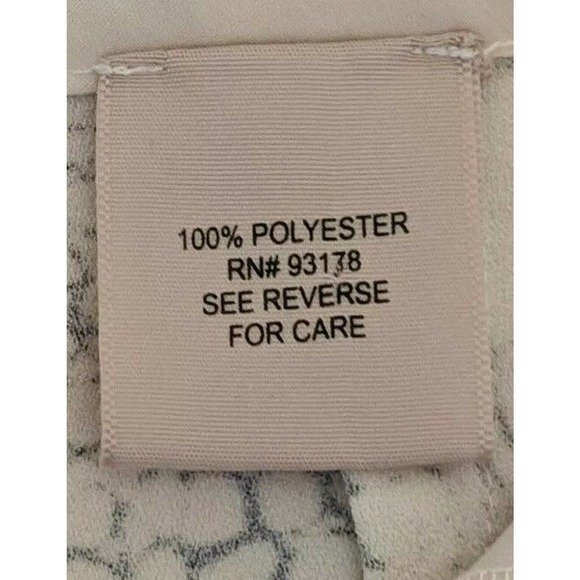 100% POLYESTER
RN# 93178
SEE REVERSE
FOR CARE